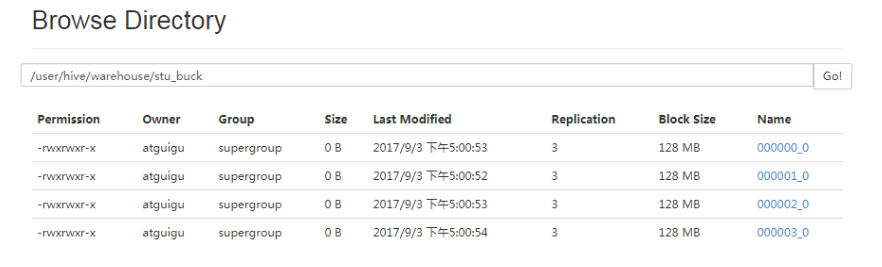 Browse Directory
/user/hive/warehouse/stu_buck Go!
Permission Owner Group Size Last Modified Replication Block Size Name
-rwxrwxr-x atguigu supergroup 0 B 2017/9/3 下午5:00:53 3 128 MB 000000_0
-rwxrwxr-x atguigu supergroup 0 B 2017/9/3 下午5:00:52 3 128 MB 000001_0
-rwxrwxr-x atguigu supergroup 0 B 2017/9/3 下午5:00:53 3 128 MB 000002_0
-rwxrwxr-x atguigu supergroup 0 B 2017/9/3 下午5:00:54 3 128 MB 000003_0